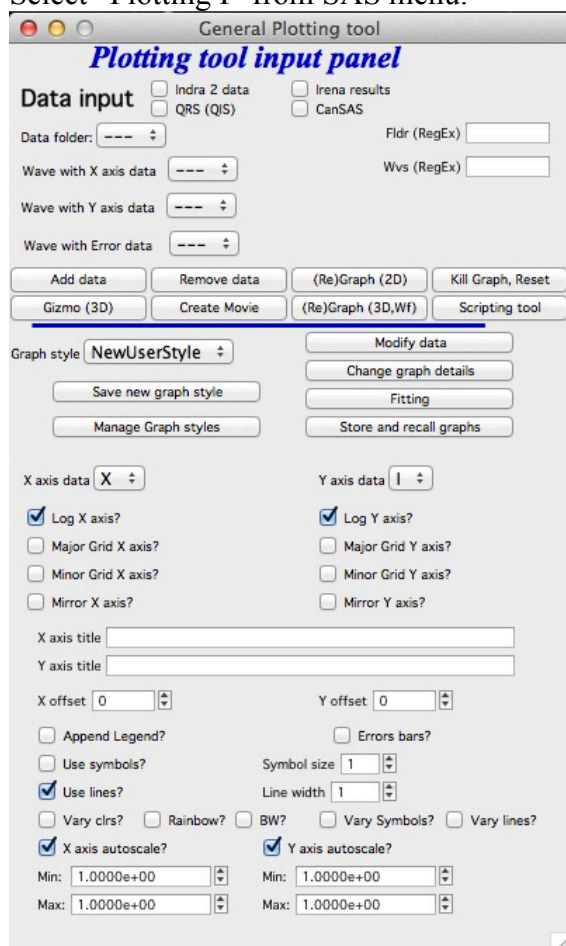 Select "Plotting I" from SAS menu.
General Plotting tool
Plotting tool input panel
Data input
Indra 2 data
Irena results
QRS (QIS)
CanSAS
Data folder: ---
Fldr (RegEx)
Wave with X axis data ---
Wvs (RegEx)
Wave with Y axis data ---
Wave with Error data ---
Add data Remove data (Re)Graph (2D) Kill Graph, Reset
Gizmo (3D) Create Movie (Re)Graph (3D,Wf) Scripting tool
Graph style NewUserStyle
Modify data
Change graph details
Save new graph style
Fitting
Manage Graph styles
Store and recall graphs
X axis data X Y axis data I
Log X axis? Log Y axis?
Major Grid X axis? Major Grid Y axis?
Minor Grid X axis? Minor Grid Y axis?
Mirror X axis? Mirror Y axis?
X axis title
Y axis title
X offset 0 Y offset 0
Append Legend? Errors bars?
Use symbols? Symbol size 1
Use lines? Line width 1
Vary clrs? Rainbow? BW? Vary Symbols? Vary lines?
X axis autoscale? Y axis autoscale?
Min: 1.0000e+00 Min: 1.0000e+00
Max: 1.0000e+00 Max: 1.0000e+00